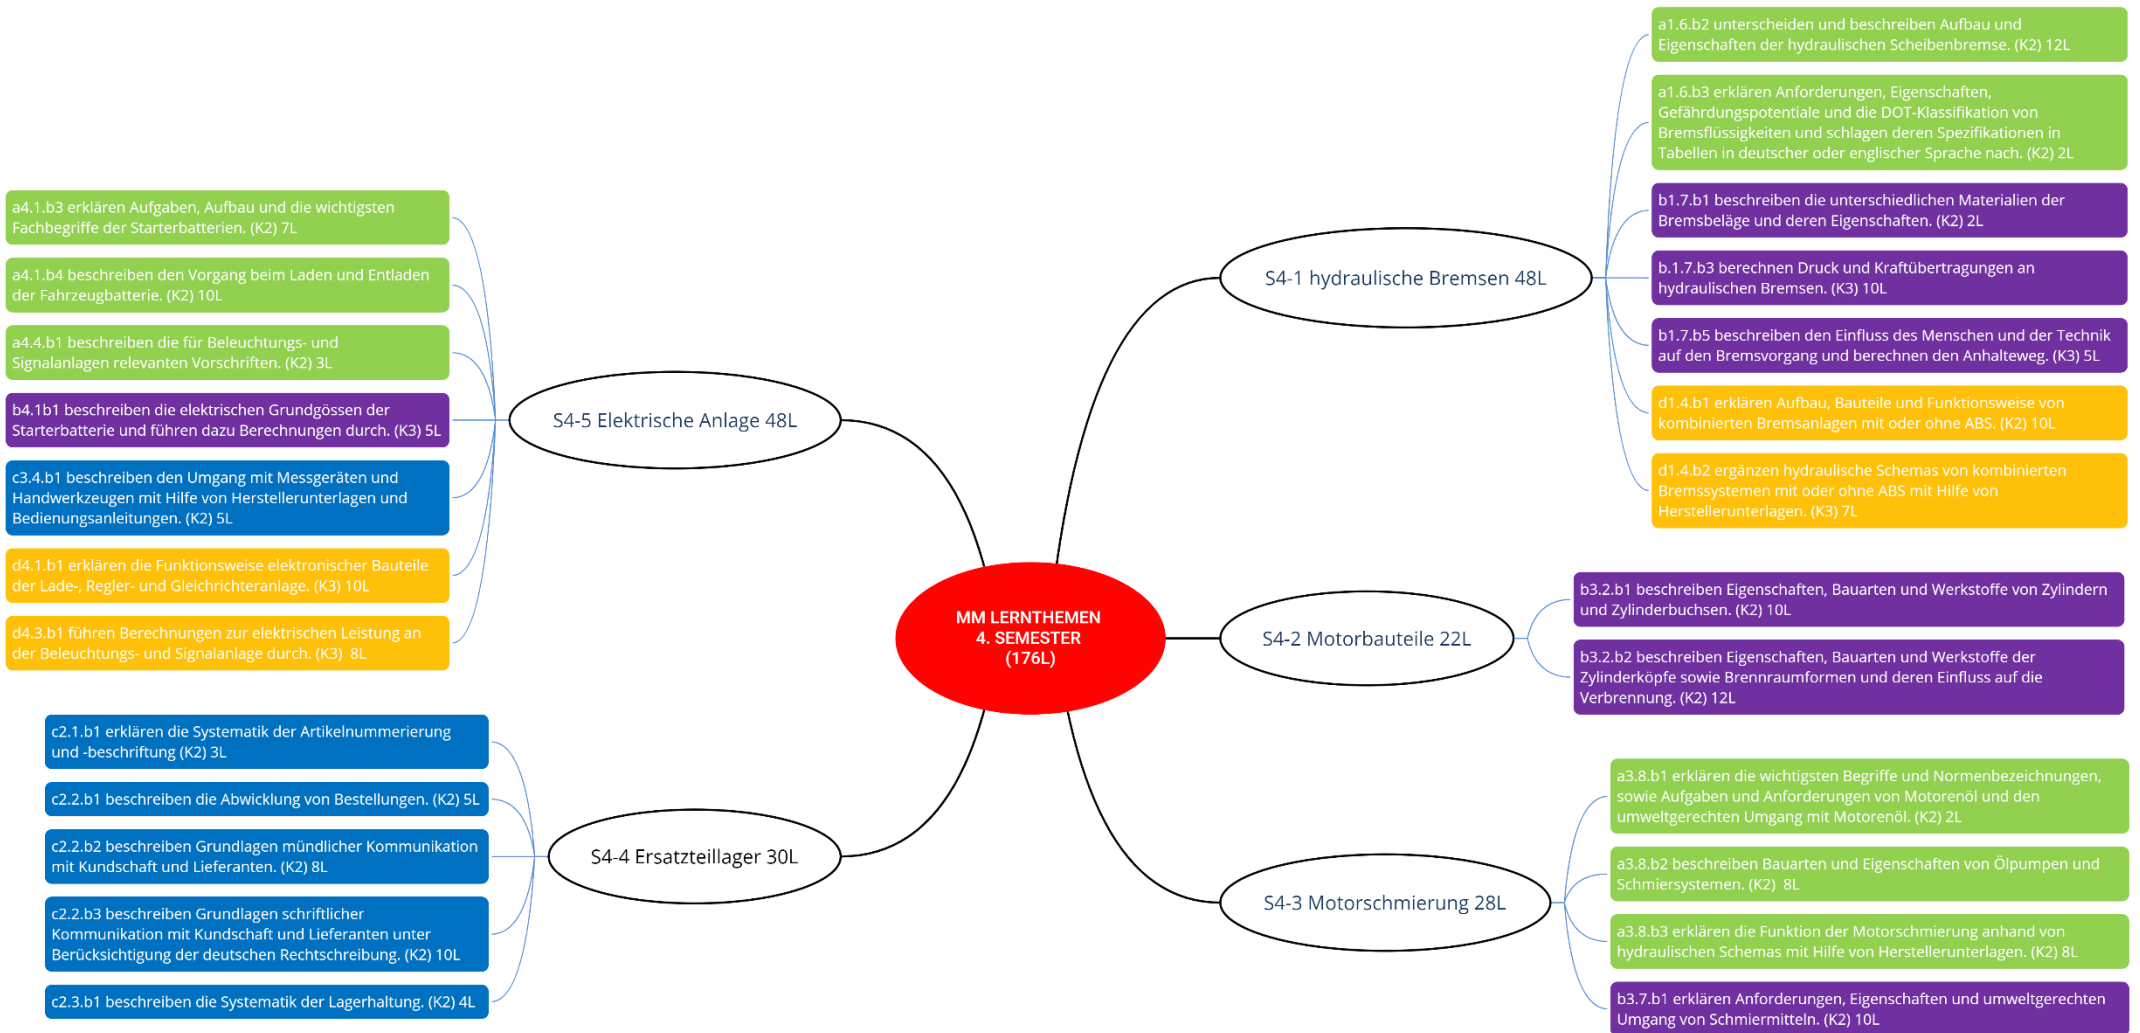 MM LERNTHEMEN
4. SEMESTER
(176L)
S4-1 hydraulische Bremsen 48L
a1.6.b2 unterscheiden und beschreiben Aufbau und
Eigenschaften der hydraulischen Scheibenbremse. (K2) 12L
a1.6.b3 erklären Anforderungen, Eigenschaften,
Gefährdungspotentiale und die DOT-Klassifikation von
Bremsflüssigkeiten und schlagen deren Spezifikationen in
Tabellen in deutscher oder englischer Sprache nach. (K2) 2L
b1.7.b1 beschreiben die unterschiedlichen Materialien der
Bremsbeläge und deren Eigenschaften. (K2) 2L
b.1.7.b3 berechnen Druck und Kraftübertragungen an
hydraulischen Bremsen. (K3) 10L
b1.7.b5 beschreiben den Einfluss des Menschen und der Technik
auf den Bremsvorgang und berechnen den Anhalteweg. (K3) 5L
d1.4.b1 erklären Aufbau, Bauteile und Funktionsweise von
kombinierten Bremsanlagen mit oder ohne ABS. (K2) 10L
d1.4.b2 ergänzen hydraulische Schemas von kombinierten
Bremssystemen mit oder ohne ABS mit Hilfe von
Herstellerunterlagen. (K3) 7L
S4-2 Motorbauteile 22L
b3.2.b1 beschreiben Eigenschaften, Bauarten und Werkstoffe von Zylindern
und Zylinderbuchsen. (K2) 10L
b3.2.b2 beschreiben Eigenschaften, Bauarten und Werkstoffe der
Zylinderköpfe sowie Brennraumformen und deren Einfluss auf die
Verbrennung. (K2) 12L
S4-3 Motorschmierung 28L
a3.8.b1 erklären die wichtigsten Begriffe und Normenbezeichnungen,
sowie Aufgaben und Anforderungen von Motorenöl und den
umweltgerechten Umgang mit Motorenöl. (K2) 2L
a3.8.b2 beschreiben Bauarten und Eigenschaften von Ölpumpen und
Schmiersystemen. (K2) 8L
a3.8.b3 erklären die Funktion der Motorschmierung anhand von
hydraulischen Schemas mit Hilfe von Herstellerunterlagen. (K2) 8L
b3.7.b1 erklären Anforderungen, Eigenschaften und umweltgerechten
Umgang von Schmiermitteln. (K2) 10L
S4-4 Ersatzteillager 30L
c2.1.b1 erklären die Systematik der Artikelnummerierung
und -beschriftung (K2) 3L
c2.2.b1 beschreiben die Abwicklung von Bestellungen. (K2) 5L
c2.2.b2 beschreiben Grundlagen mündlicher Kommunikation
mit Kundschaft und Lieferanten. (K2) 8L
c2.2.b3 beschreiben Grundlagen schriftlicher
Kommunikation mit Kundschaft und Lieferanten unter
Berücksichtigung der deutschen Rechtschreibung. (K2) 10L
c2.3.b1 beschreiben die Systematik der Lagerhaltung. (K2) 4L
S4-5 Elektrische Anlage 48L
a4.1.b3 erklären Aufgaben, Aufbau und die wichtigsten
Fachbegriffe der Starterbatterien. (K2) 7L
a4.1.b4 beschreiben den Vorgang beim Laden und Entladen
der Fahrzeugbatterie. (K2) 10L
a4.4.b1 beschreiben die für Beleuchtungs- und
Signalanlagen relevanten Vorschriften. (K2) 3L
b4.1b1 beschreiben die elektrischen Grundgössen der
Starterbatterie und führen dazu Berechnungen durch. (K3) 5L
c3.4.b1 beschreiben den Umgang mit Messgeräten und
Handwerkzeugen mit Hilfe von Herstellerunterlagen und
Bedienungsanleitungen. (K2) 5L
d4.1.b1 erklären die Funktionsweise elektronischer Bauteile
der Lade-, Regler- und Gleichrichteranlage. (K3) 10L
d4.3.b1 führen Berechnungen zur elektrischen Leistung an
der Beleuchtungs- und Signalanlage durch. (K3) 8L